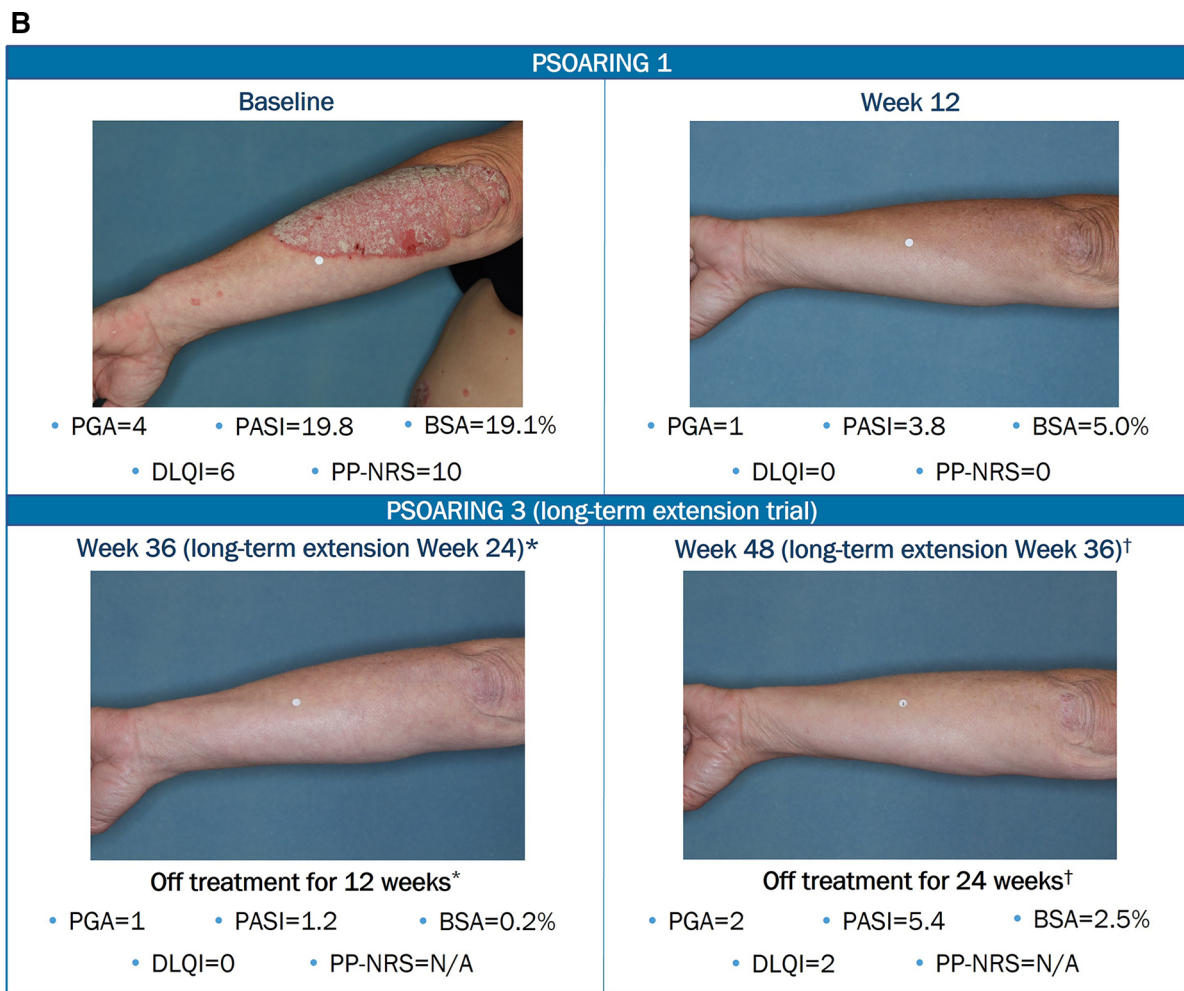 B
PSOARING 1
Baseline
Week 12
• PGA=4 • PASI=19.8 • BSA=19.1%
• DLQI=6 • PP-NRS=10
• PGA=1 • PASI=3.8 • BSA=5.0%
• DLQI=0 • PP-NRS=0
PSOARING 3 (long-term extension trial)
Week 36 (long-term extension Week 24)*
Week 48 (long-term extension Week 36)†
Off treatment for 12 weeks*
• PGA=1 • PASI=1.2 • BSA=0.2%
• DLQI=0 • PP-NRS=N/A
Off treatment for 24 weeks†
• PGA=2 • PASI=5.4 • BSA=2.5%
• DLQI=2 • PP-NRS=N/A